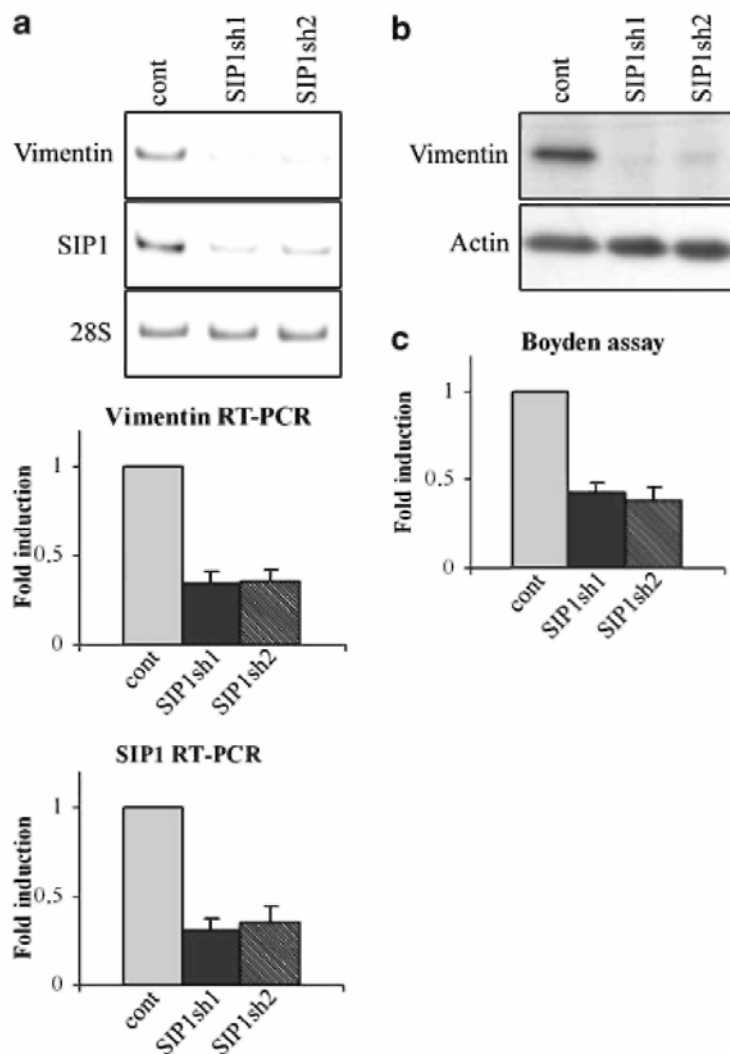 a
cont
SIP1sh1
SIP1sh2
Vimentin
SIP1
28S
Vimentin RT-PCR
Fold induction
1
0.5
0
cont
SIP1sh1
SIP1sh2
SIP1 RT-PCR
Fold induction
1
0.5
0
cont
SIP1sh1
SIP1sh2
b
cont
SIP1sh1
SIP1sh2
Vimentin
Actin
c
Boyden assay
Fold induction
1
0.5
0
cont
SIP1sh1
SIP1sh2